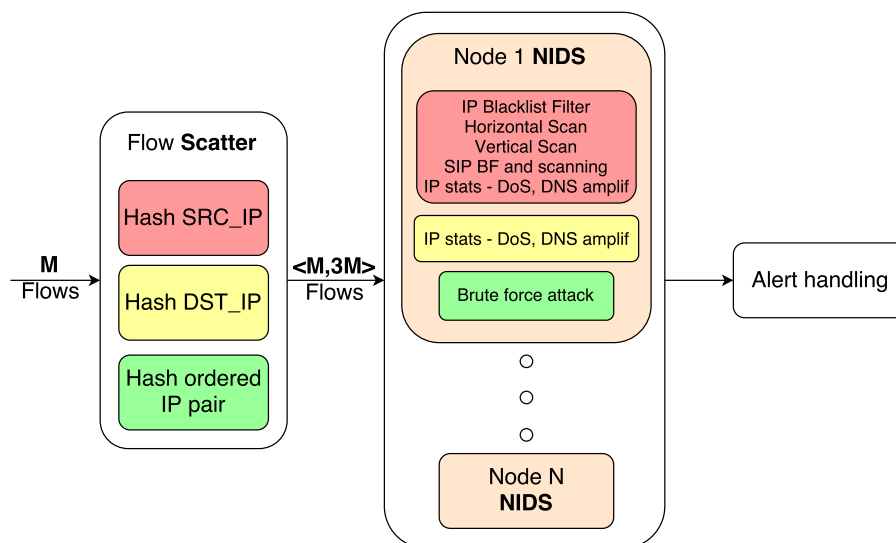 M
Flows
Flow Scatter
Hash SRC_IP
Hash DST_IP
Hash ordered
IP pair
<M,3M>
Flows
Node 1 NIDS
IP Blacklist Filter
Horizontal Scan
Vertical Scan
SIP BF and scanning
IP stats - DoS, DNS amplif
IP stats - DoS, DNS amplif
Brute force attack
Node N
NIDS
Alert handling